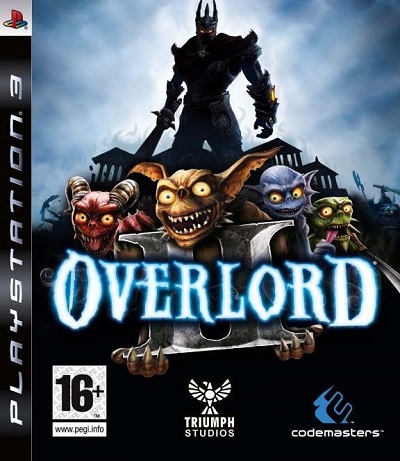 PLAYSTATION 3
II
OVERLORD
16+
www.pegi.info
TRIUMPH
STUDIOS
codemasters